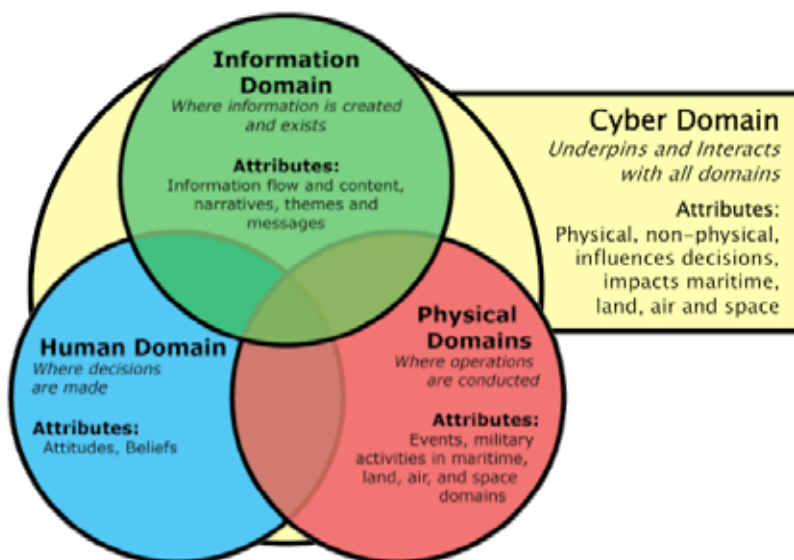 Information
Domain
Where information is created
and exists
Attributes:
Information flow and content,
narratives, themes and
messages
Cyber Domain
Underpins and Interacts
with all domains
Attributes:
Physical, non-physical,
influences decisions,
impacts maritime,
land, air and space
Human Domain
Where decisions
are made
Attributes:
Attitudes, Beliefs
Physical
Domains
Where operations
are conducted
Attributes:
Events, military
activities in maritime,
land, air, and space
domains